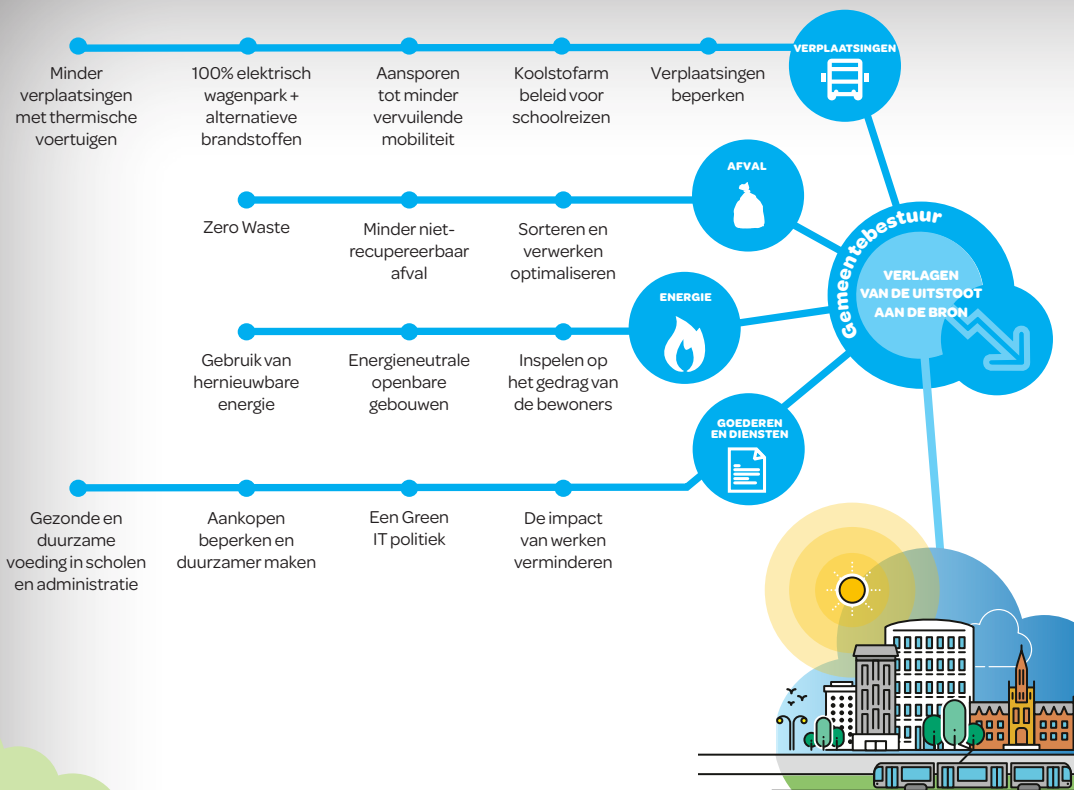 VERPLAATSINGEN
Minder
verplaatsingen
met thermische
voertuigen
100% elektrisch
wagenpark +
alternatieve
brandstoffen
Aansporen
tot minder
vervuilende
mobiliteit
Koolstofarm
beleid voor
schoolreizen
Verplaatsingen
beperken
AFVAL
Zero Waste
Minder niet-
recupereerbaar
afval
Sorteren en
verwerken
optimaliseren
Gemeentebestuur
VERLAGEN
VAN DE UITSTOOT
AAN DE BRON
ENERGIE
Gebruik van
hernieuwbare
energie
Energieneutrale
openbare
gebouwen
Inspelen op
het gedrag van
de bewoners
GOEDEREN
EN DIENSTEN
Gezonde en
duurzame
voeding in scholen
en administratie
Aankopen
beperken en
duurzamer maken
Een Green
IT politiek
De impact
van werken
verminderen